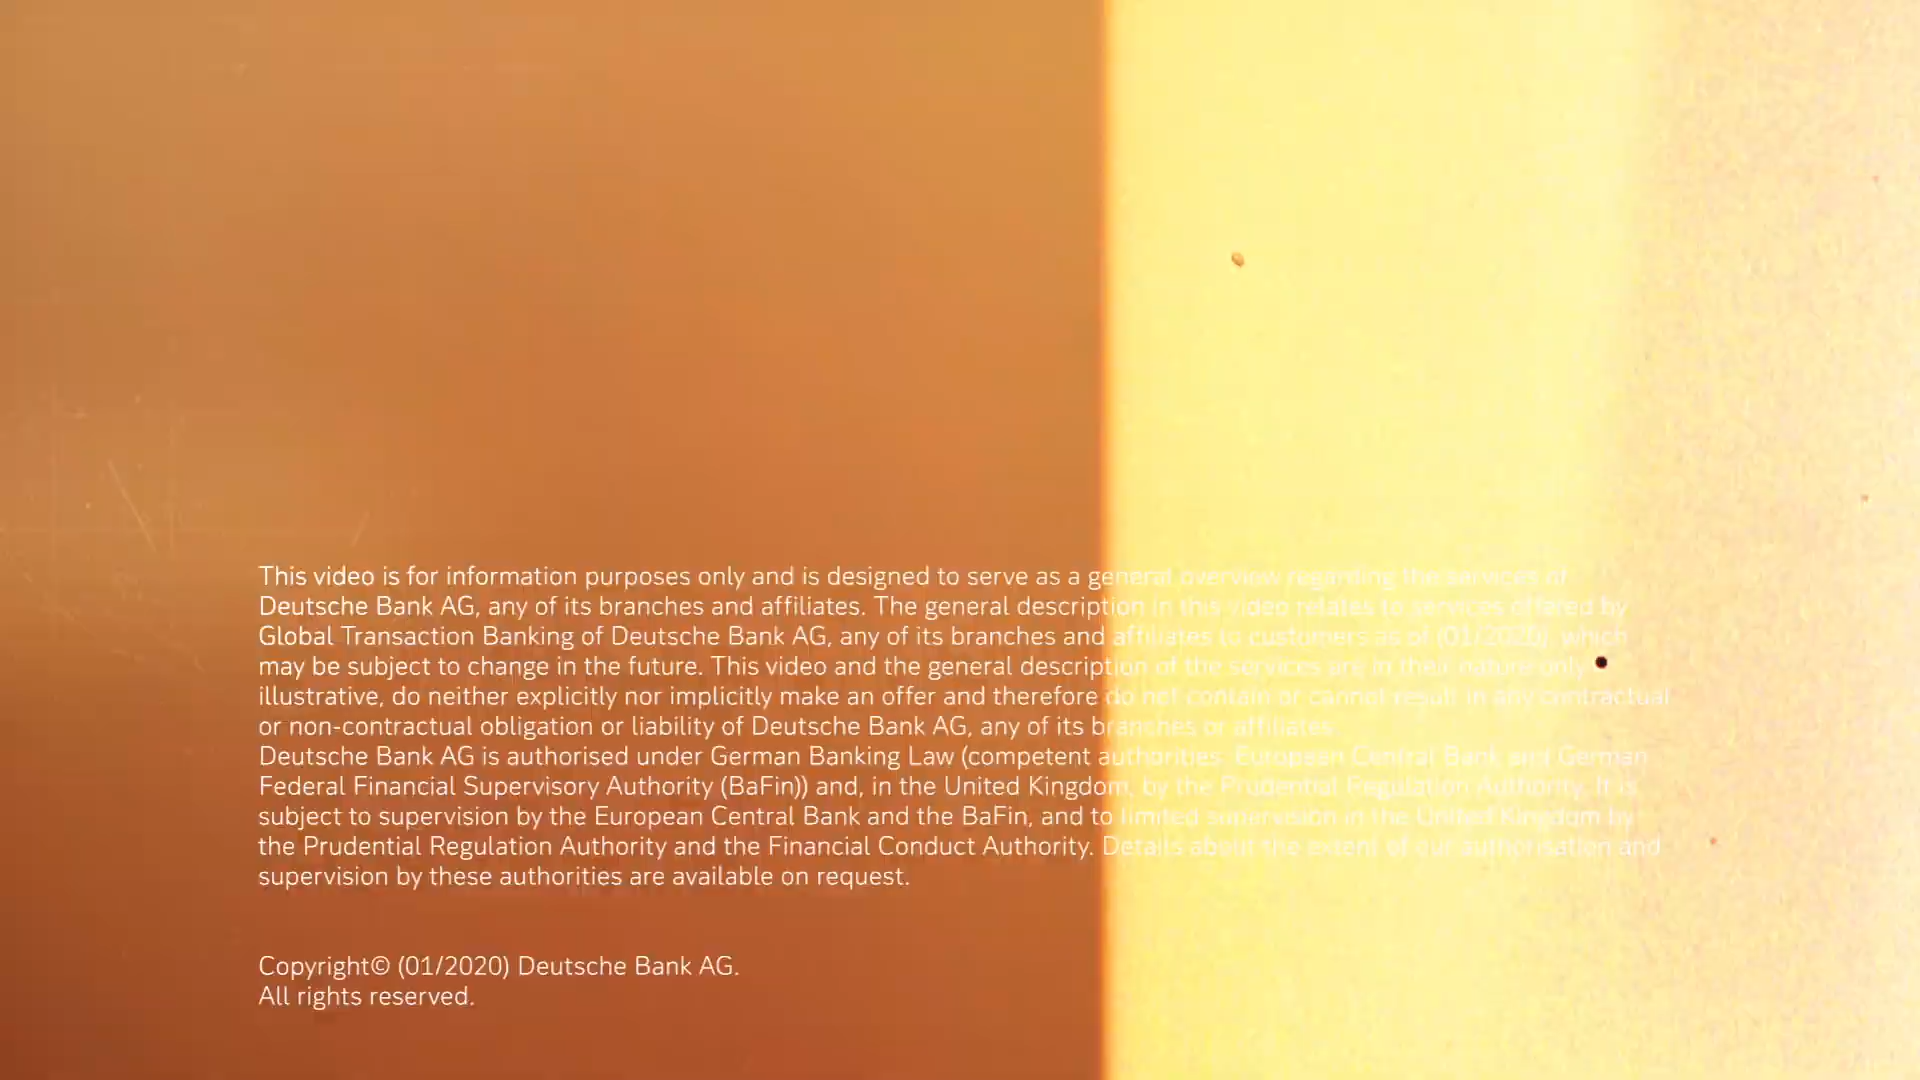 This video is for information purposes only and is designed to serve as a general overview regarding the services of
Deutsche Bank AG, any of its branches and affiliates. The general description in this video relates to services offered by
Global Transaction Banking of Deutsche Bank AG, any of its branches and affiliates to customers as of (01/2020), which
may be subject to change in the future. This video and the general description of the services are in their nature only
illustrative, do neither explicitly nor implicitly make an offer and therefore do not contain or cannot result in any contractual
or non-contractual obligation or liability of Deutsche Bank AG, any of its branches or affiliates.
Deutsche Bank AG is authorised under German Banking Law (competent authorities: European Central Bank and German
Federal Financial Supervisory Authority (BaFin)) and, in the United Kingdom, by the Prudential Regulation Authority. It is
subject to supervision by the European Central Bank and the BaFin, and to limited supervision in the United Kingdom by
the Prudential Regulation Authority and the Financial Conduct Authority. Details about the extent of our authorisation and
supervision by these authorities are available on request.
Copyright© (01/2020) Deutsche Bank AG.
All rights reserved.